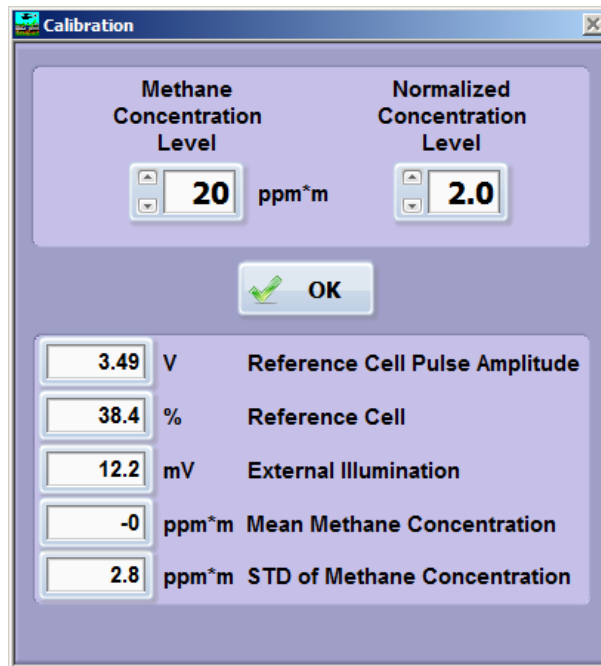 Calibration
Methane
Concentration
Level
20 ppm*m
Normalized
Concentration
Level
2.0
OK
3.49 V Reference Cell Pulse Amplitude
38.4 % Reference Cell
12.2 mV External Illumination
-0 ppm*m Mean Methane Concentration
2.8 ppm*m STD of Methane Concentration